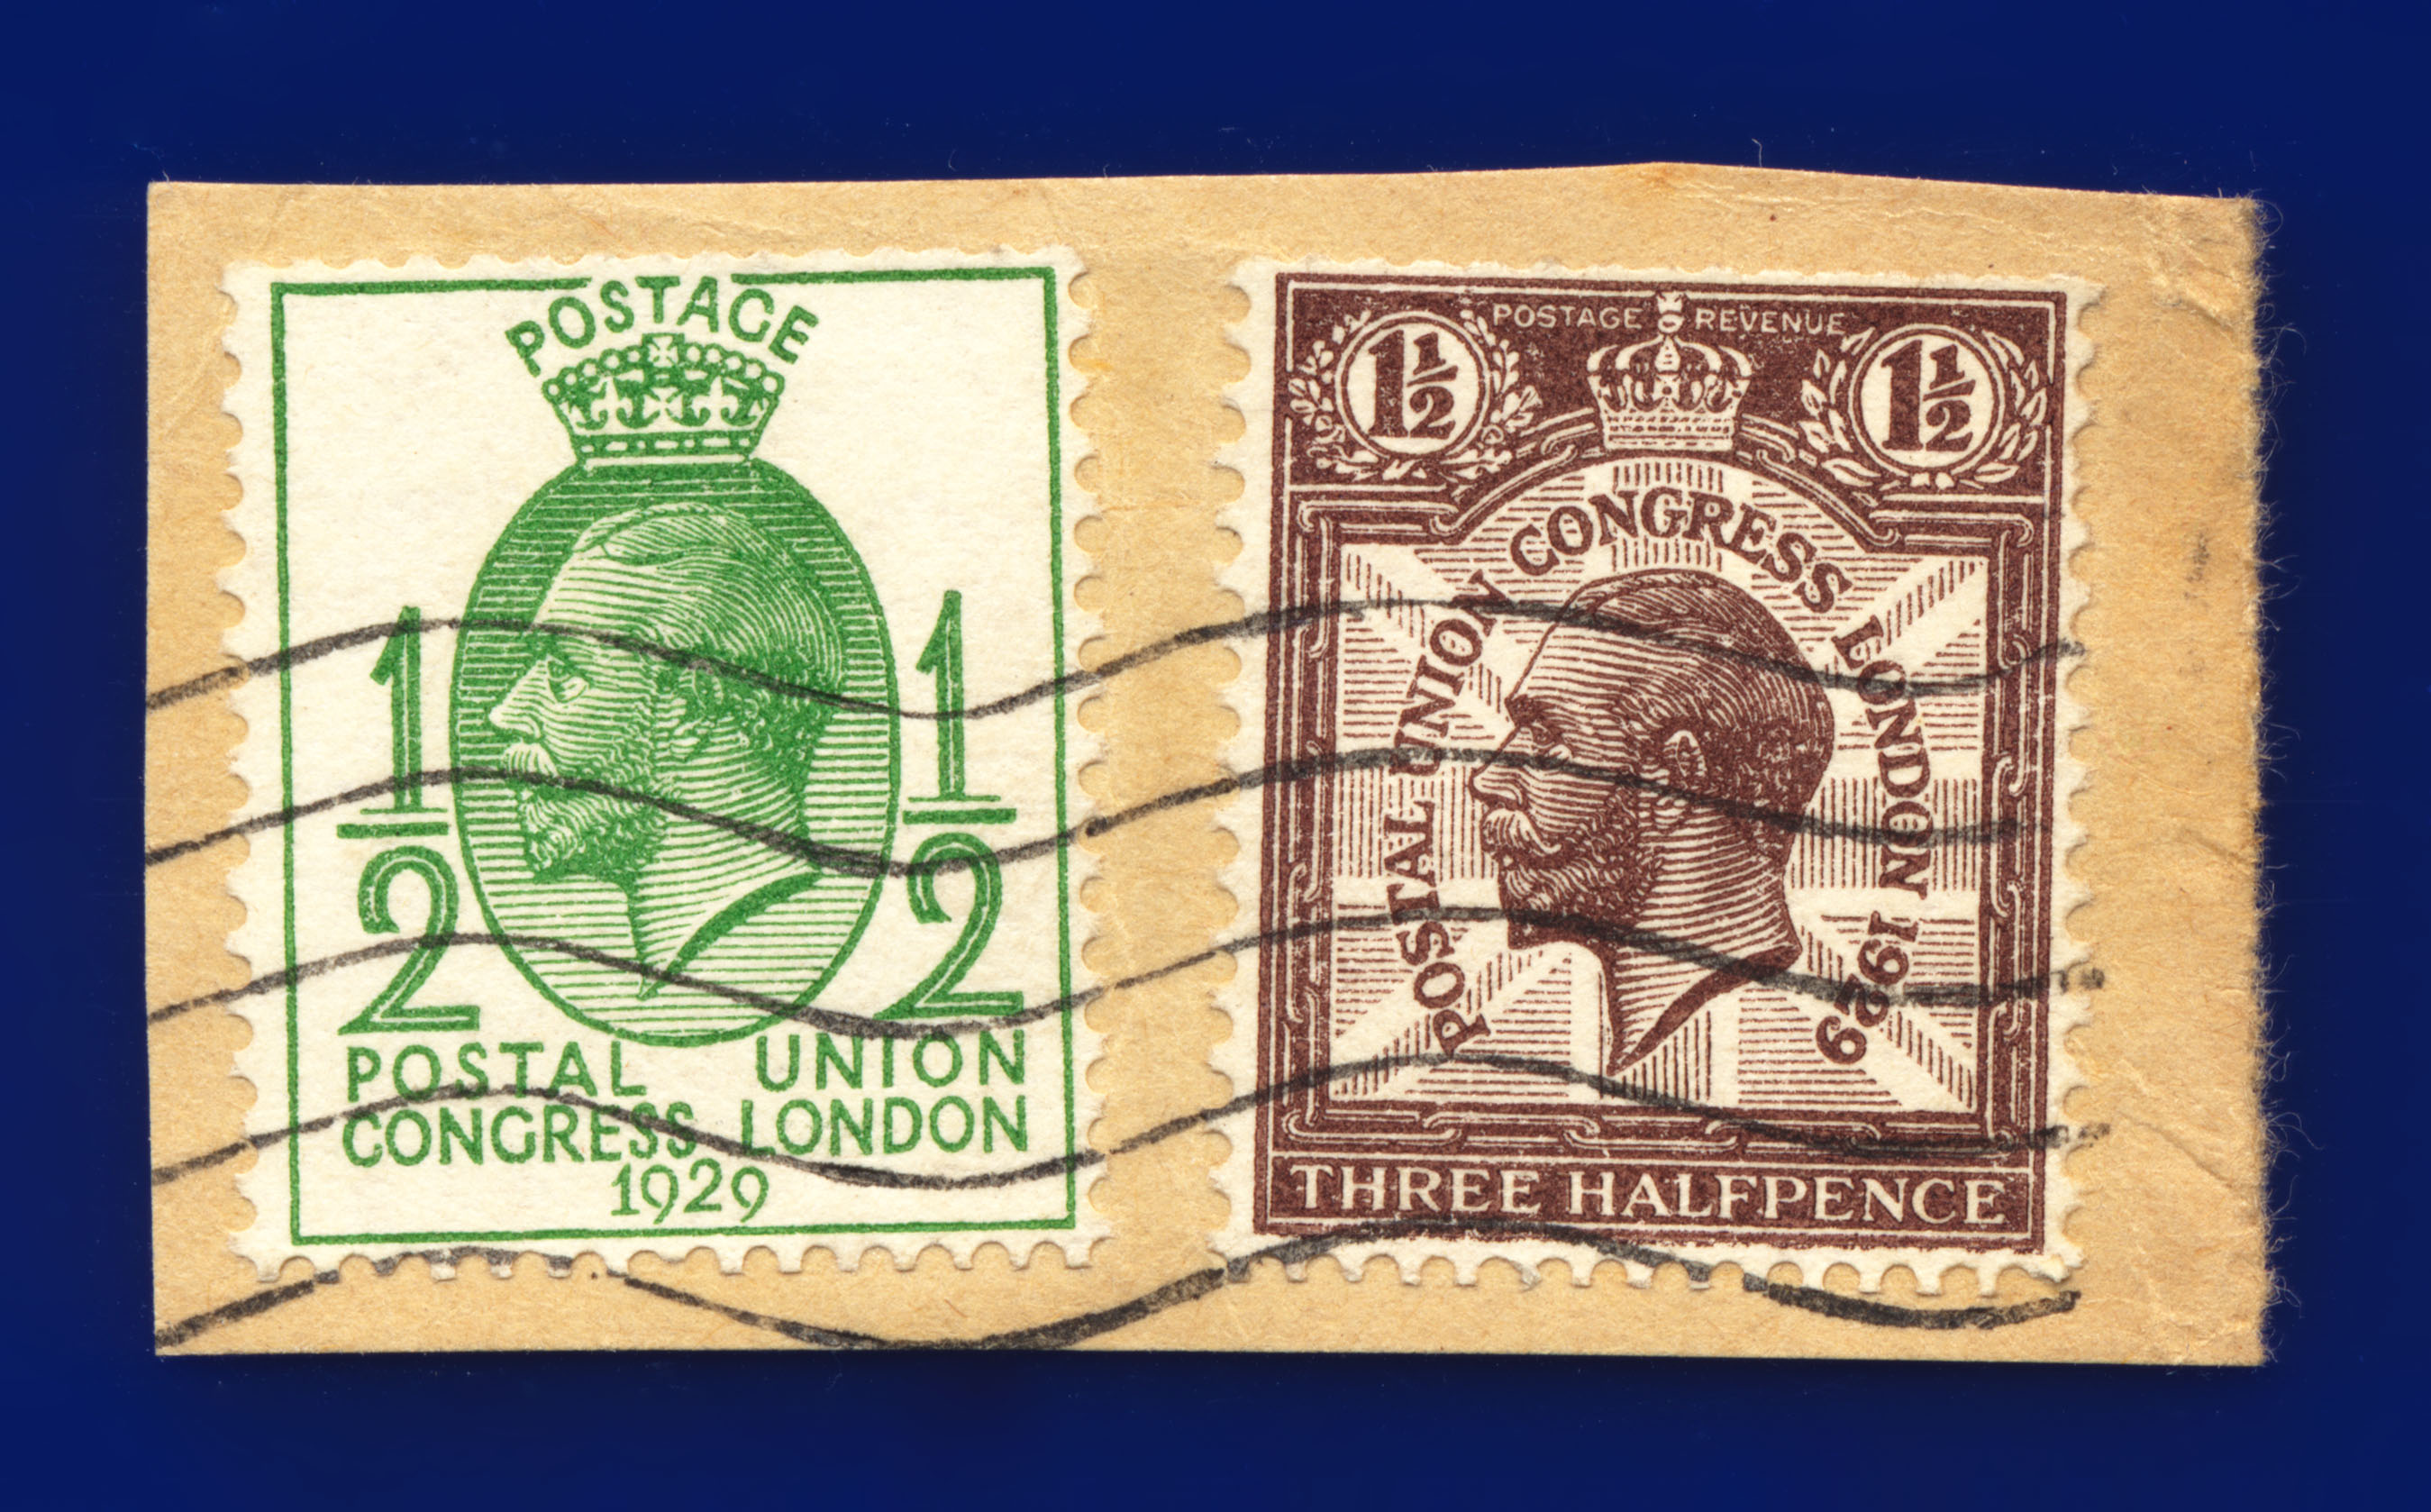 POSTAGE
1/2 1/2
POSTAL UNION
CONGRESS LONDON
1929
POSTAGE REVENUE
1½ 1½
POSTAL UNION CONGRESS LONDON 1929
THREE HALFPENCE